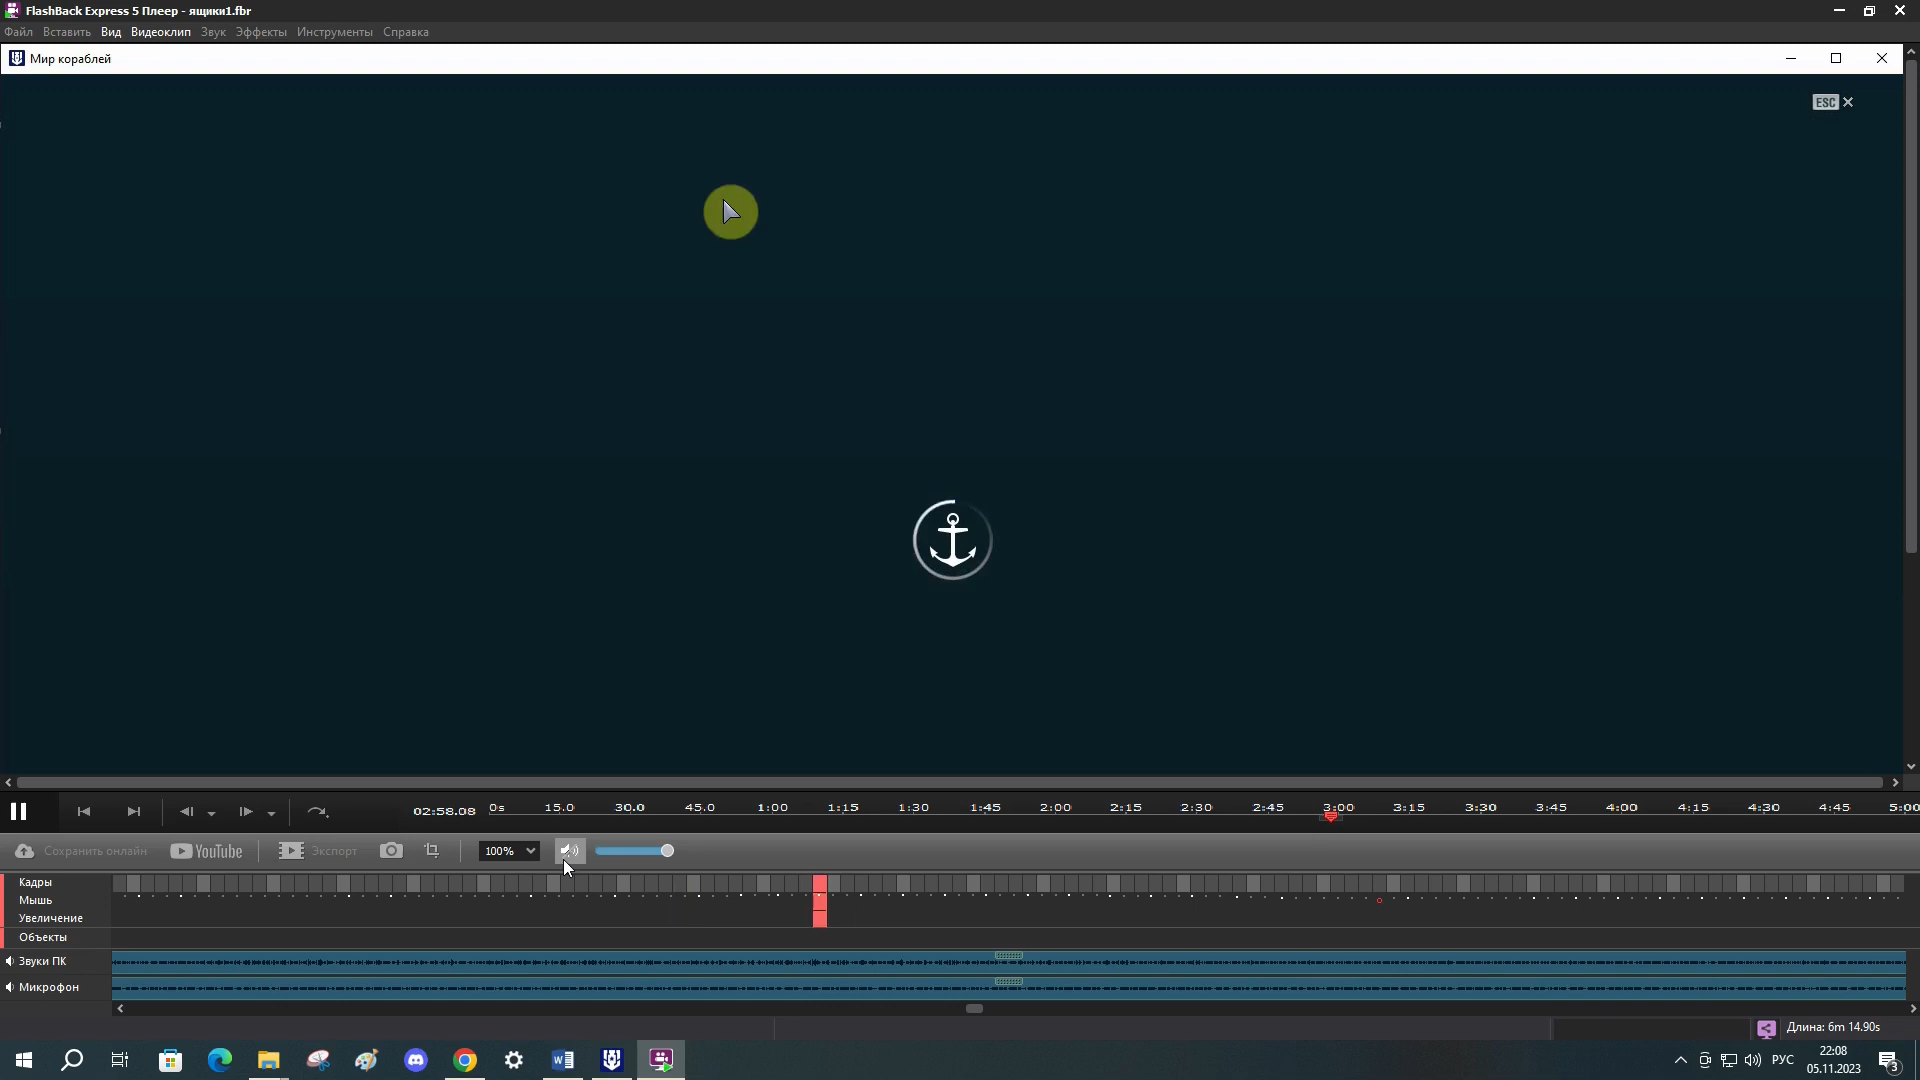 FlashBack Express 5 Плеер - ящики1.fbr
Файл Вставить Вид Видеоклип Звук Эффекты Инструменты Справка
Мир кораблей
ESC
02:58.08 0s 15.0 30.0 45.0 1:00 1:15 1:30 1:45 2:00 2:15 2:30 2:45 3:00 3:15 3:30 3:45 4:00 4:15 4:30 4:45 5:00
Сохранить онлайн YouTube Экспорт 100%
Кадры
Мышь
Увеличение
Объекты
Звуки ПК
Микрофон
Длина: 6m 14.90s
РУС 22:08
05.11.2023 3